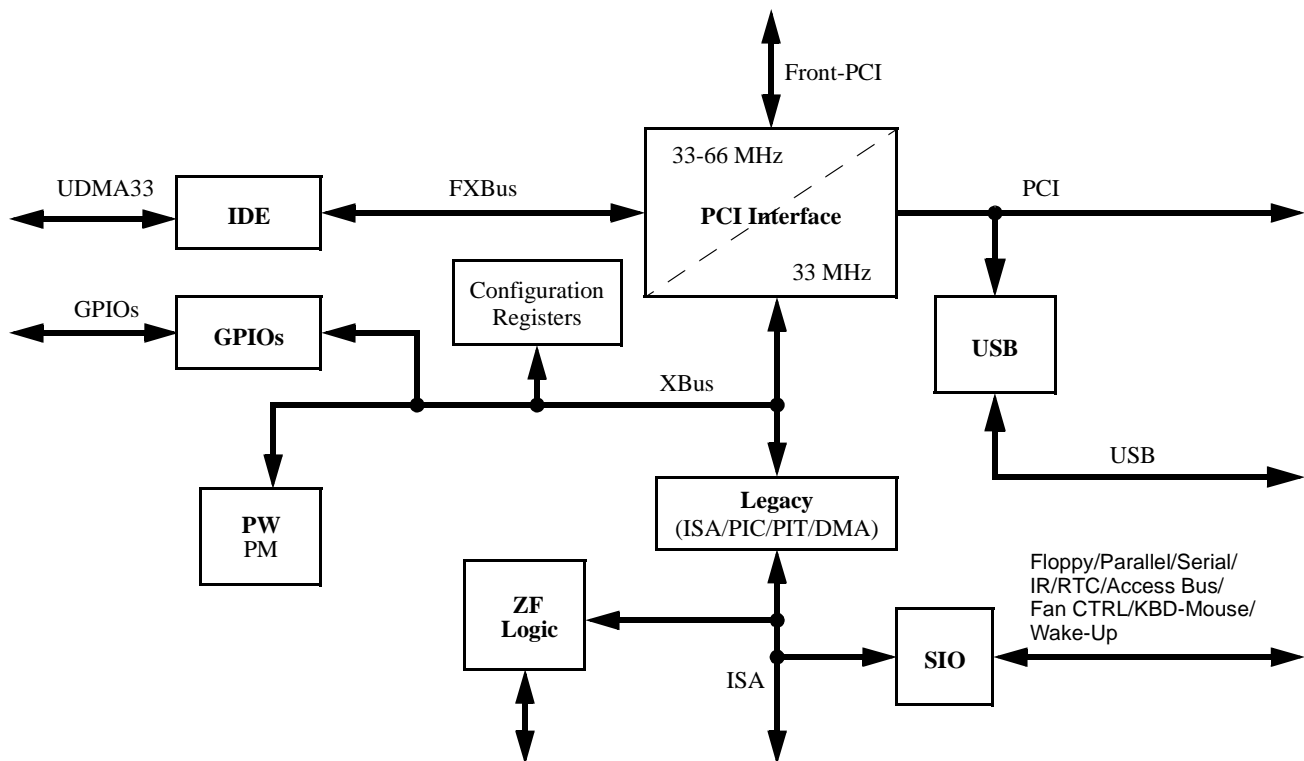 Front-PCI
33-66 MHz
UDMA33
FXBus
PCI
IDE
PCI Interface
33 MHz
Configuration
Registers
GPIOs
GPIOs
USB
XBus
USB
Legacy
(ISA/PIC/PIT/DMA)
PW
PM
Floppy/Parallel/Serial/
IR/RTC/Access Bus/
Fan CTRL/KBD-Mouse/
Wake-Up
ZF
Logic
SIO
ISA